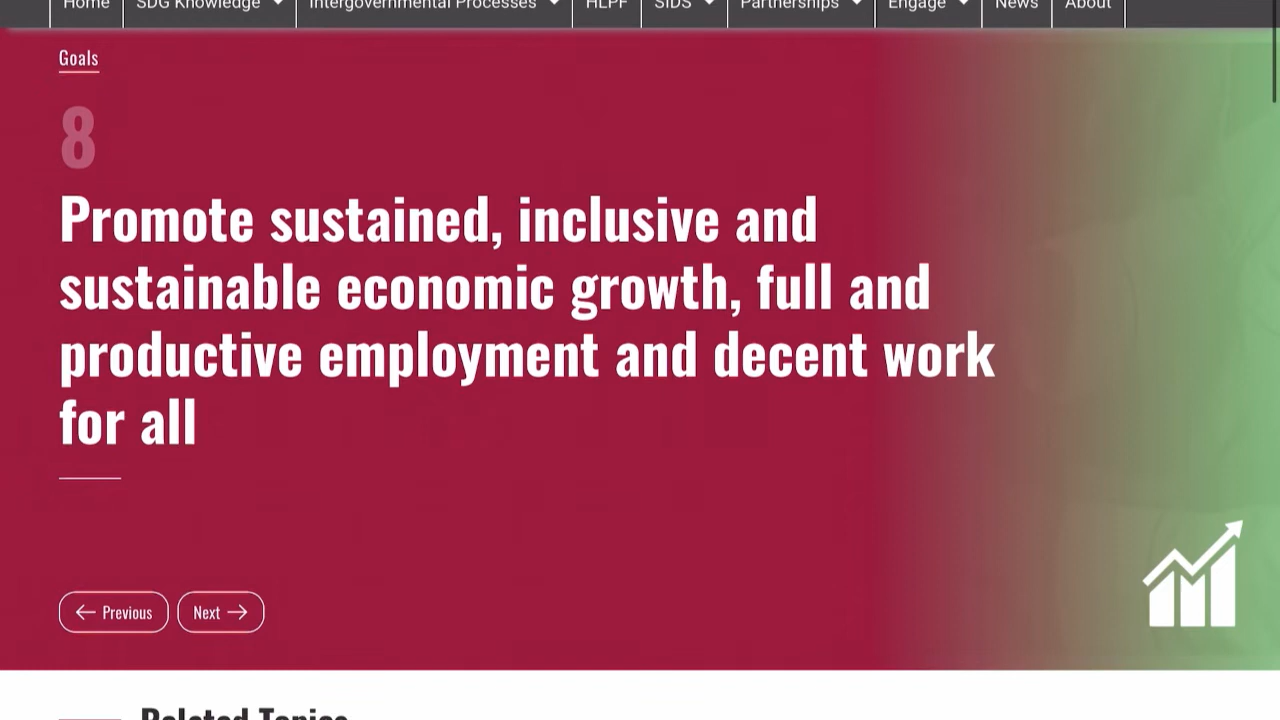 Home SDG Knowledge Intergovernmental Processes HLPF SIDS Partnerships Engage News About
Goals
8
Promote sustained, inclusive and
sustainable economic growth, full and
productive employment and decent work
for all
Previous Next
Related Topics